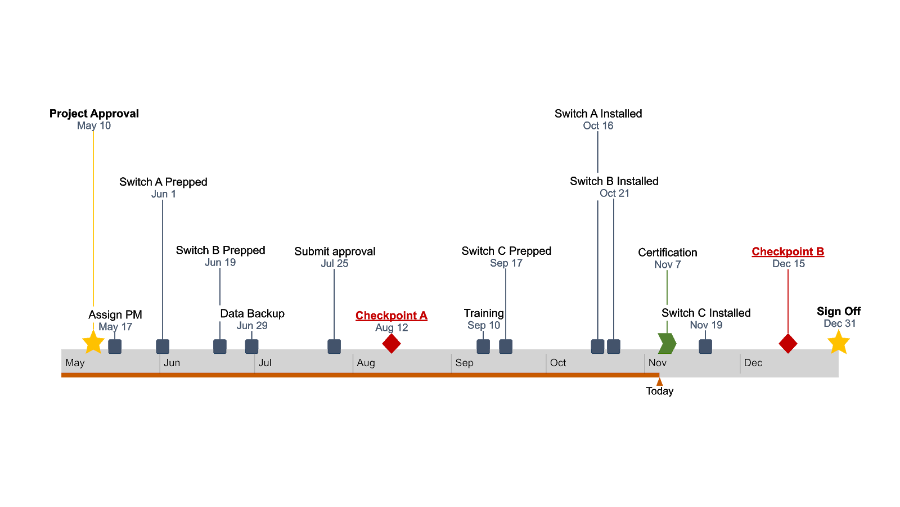 Project Approval
May 10
Switch A Installed
Oct 16
Switch A Prepped
Jun 1
Switch B Installed
Oct 21
Switch B Prepped
Jun 19
Submit approval
Jul 25
Switch C Prepped
Sep 17
Certification
Nov 7
Checkpoint B
Dec 15
Assign PM
May 17
Data Backup
Jun 29
Checkpoint A
Aug 12
Training
Sep 10
Switch C Installed
Nov 19
Sign Off
Dec 31
May Jun Jul Aug Sep Oct Nov Dec
Today